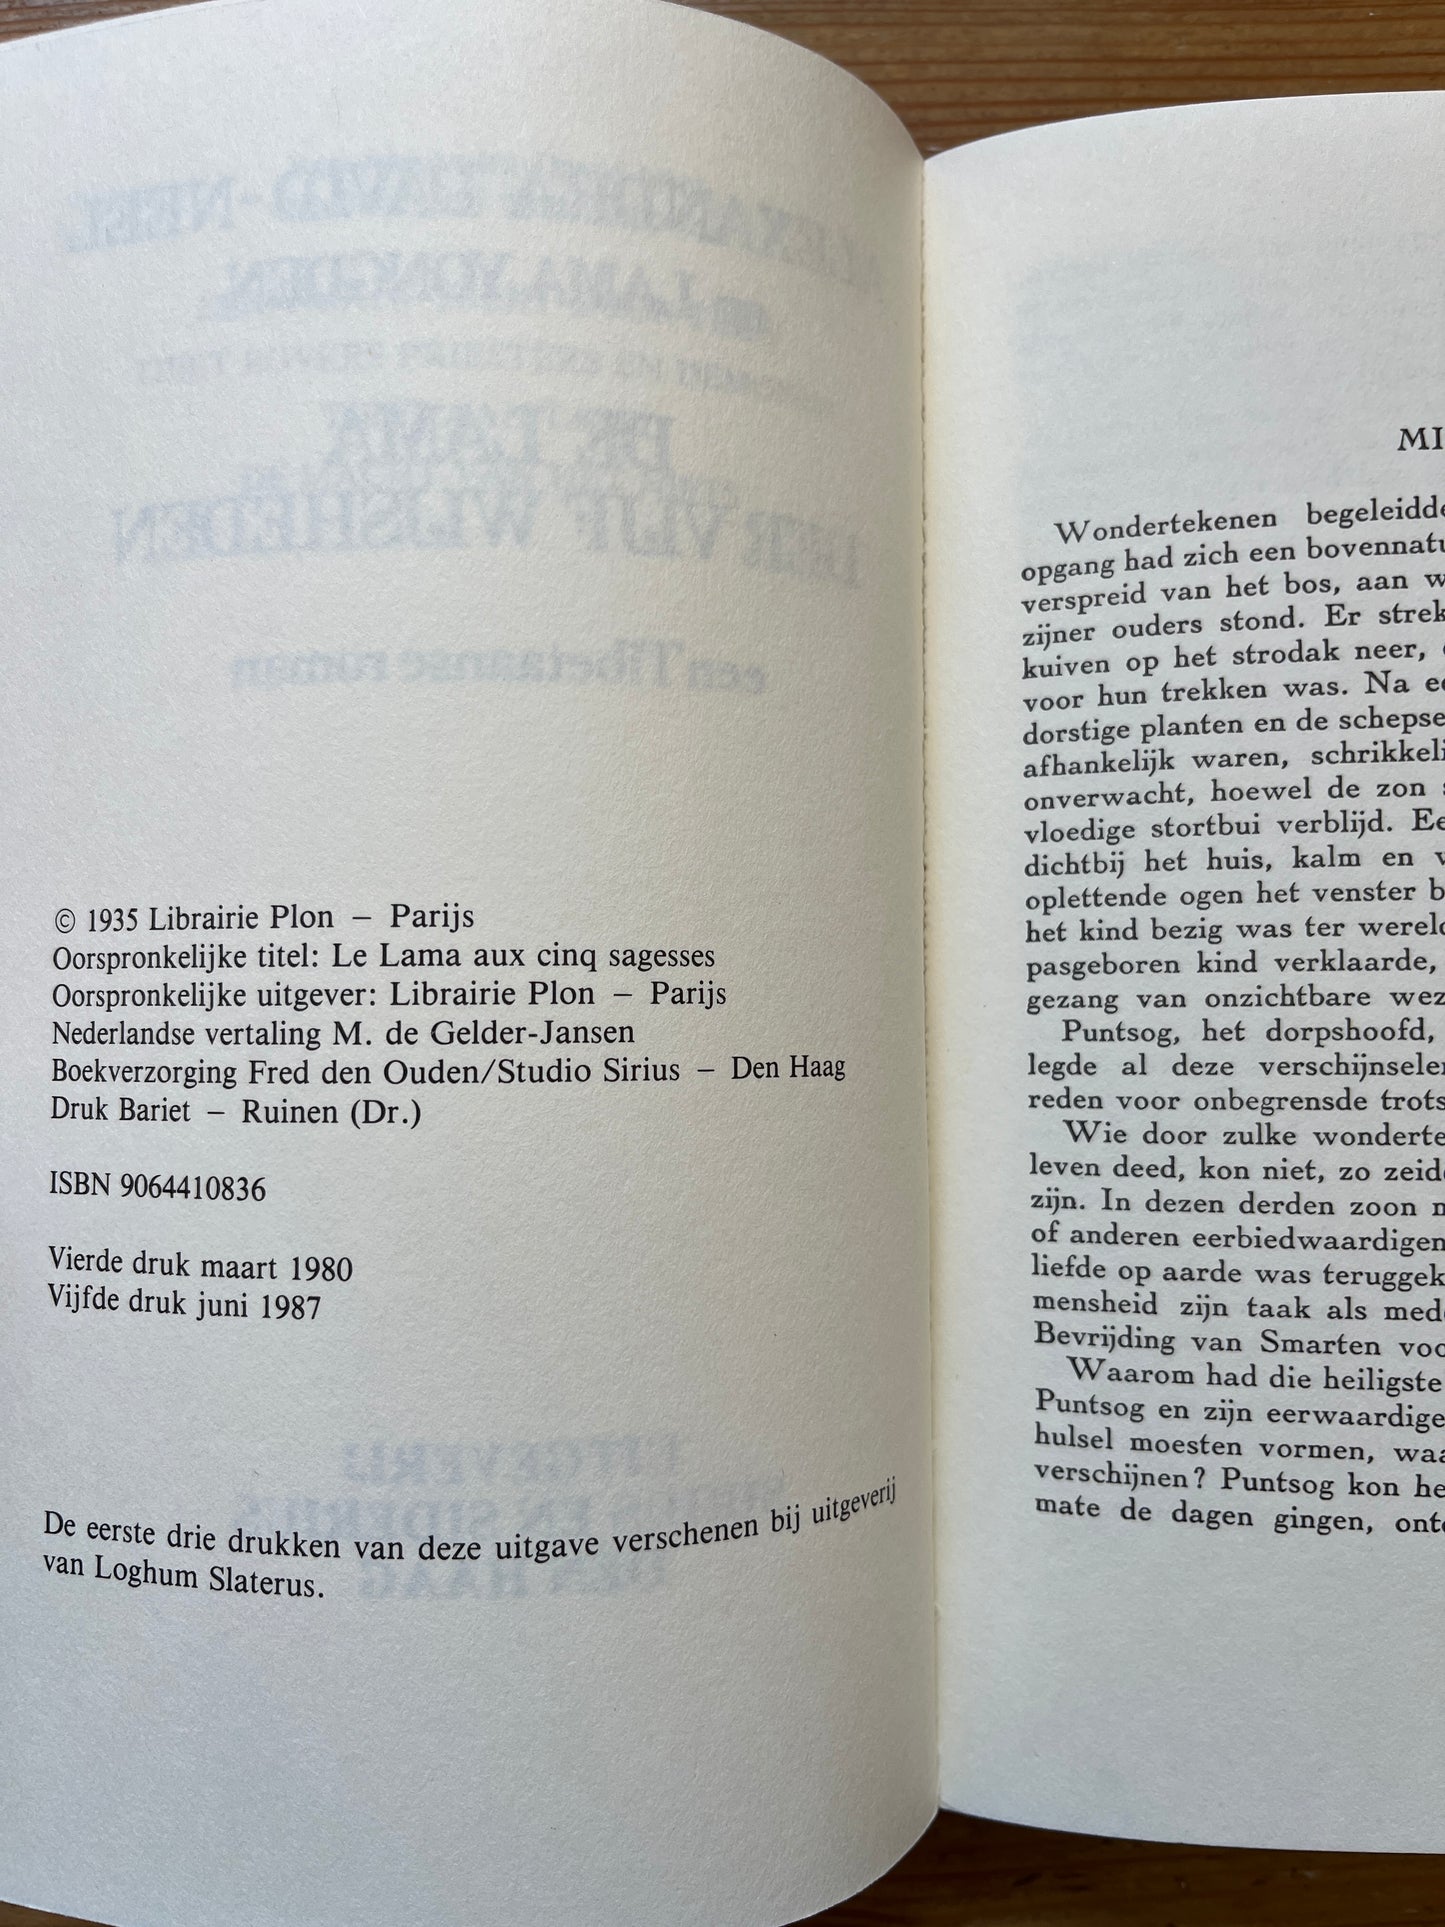 © 1935 Librairie Plon – Parijs
Oorspronkelijke titel: Le Lama aux cinq sagesses
Oorspronkelijke uitgever: Librairie Plon – Parijs
Nederlandse vertaling M. de Gelder-Jansen
Boekverzorging Fred den Ouden/Studio Sirius – Den Haag
Druk Bariet – Ruinen (Dr.)
ISBN 9064410836
Vierde druk maart 1980
Vijfde druk juni 1987
De eerste drie drukken van deze uitgave verschenen bij uitgeverij
van Loghum Slaterus.
MI
Wondertekenen begeleidde
opgang had zich een bovennatu
verspreid van het bos, aan w
zijner ouders stond. Er strek
kuiven op het strodak neer,
voor hun trekken was. Na ee
dorstige planten en de schepse
afhankelijk waren, schrikkeli
onverwacht, hoewel de zon
vloedige stortbui verblijd. Ee
dichtbij het huis, kalm en v
oplettende ogen het venster b
het kind bezig was ter wereld
pasgeboren kind verklaarde,
gezang van onzichtbare wez
Puntsog, het dorpshoofd,
legde al deze verschijnselen
reden voor onbegrensde trots
Wie door zulke wonderte
leven deed, kon niet, zo zeid
zijn. In dezen derden zoon
of anderen eerbiedwaardigen
liefde op aarde was teruggek
mensheid zijn taak als mede
Bevrijding van Smarten voo
Waarom had die heiligste
Puntsog en zijn eerwaardige
hulsel moesten vormen, waa
verschijnen? Puntsog kon he
mate de dagen gingen, onto